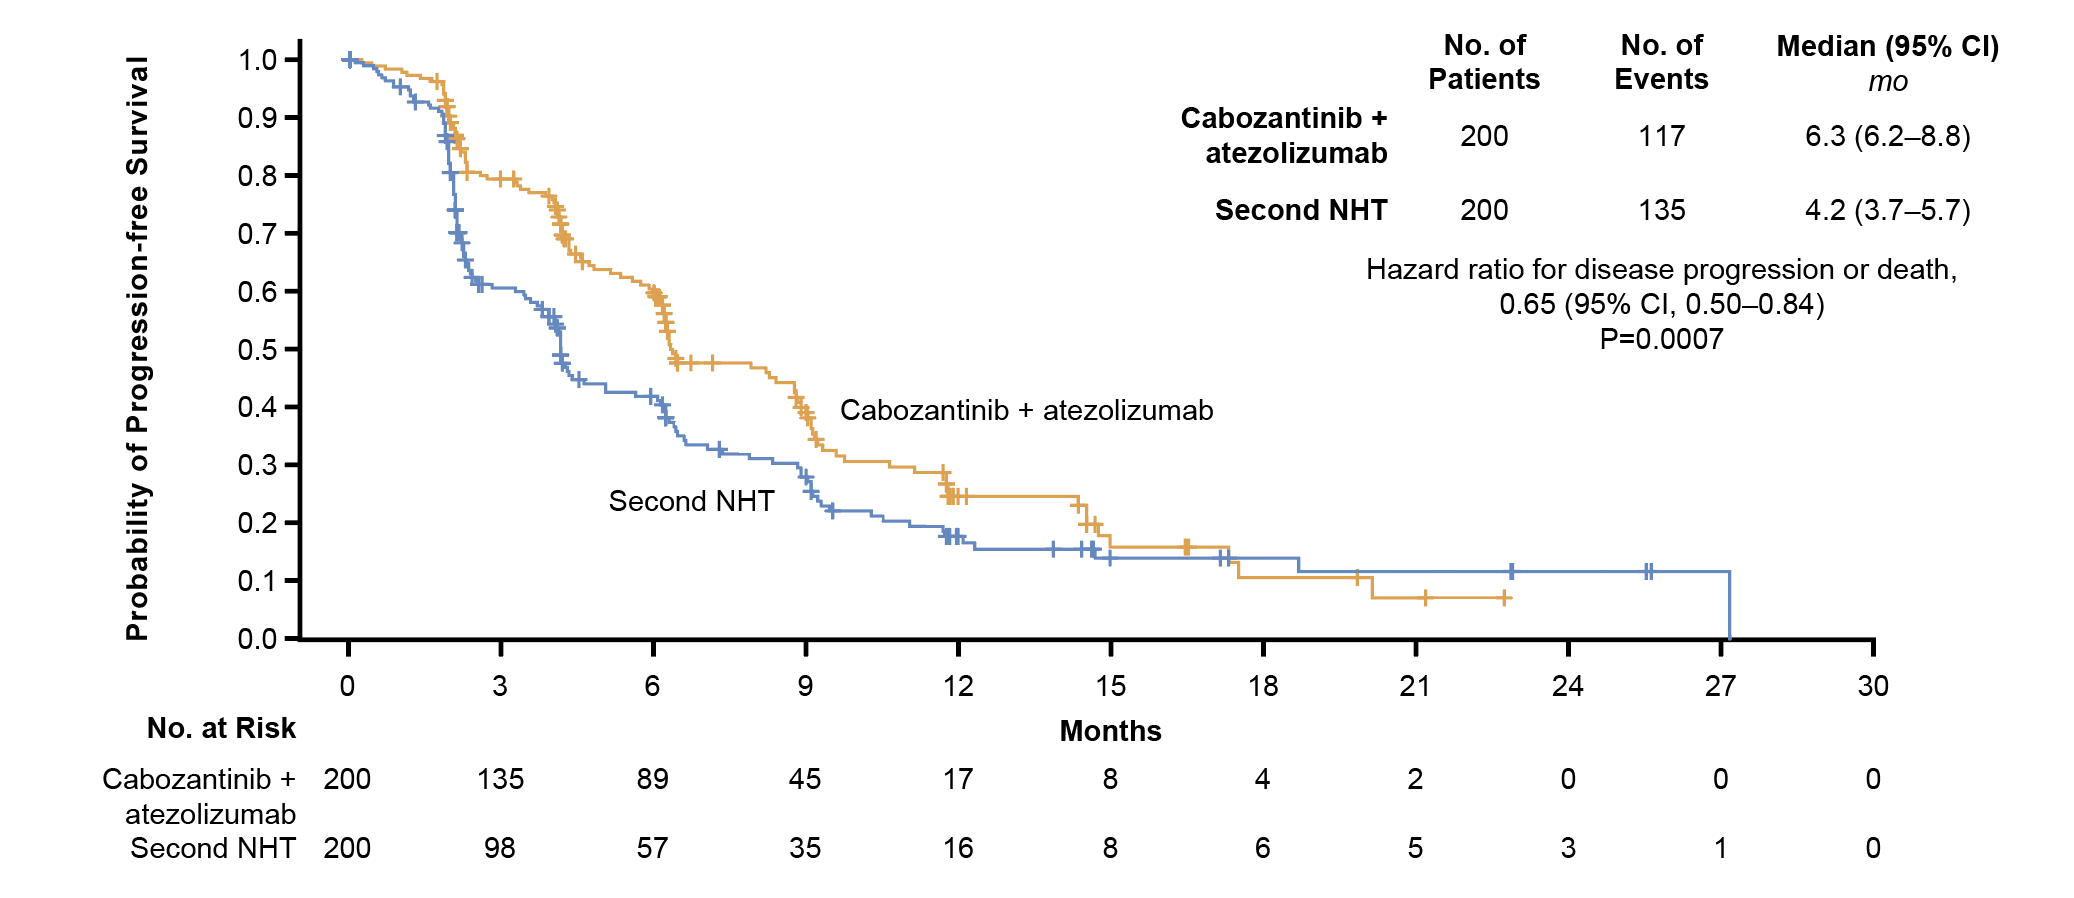 Probability of Progression-free Survival
1.0
0.9
0.8
0.7
0.6
0.5
0.4
0.3
0.2
0.1
0.0
No. of Patients
No. of Events
Median (95% CI)
mo
Cabozantinib + atezolizumab
200
117
6.3 (6.2–8.8)
Second NHT
200
135
4.2 (3.7–5.7)
Hazard ratio for disease progression or death,
0.65 (95% CI, 0.50–0.84)
P=0.0007
Cabozantinib + atezolizumab
Second NHT
0 3 6 9 12 15 18 21 24 27 30
Months
No. at Risk
Cabozantinib + atezolizumab
200 135 89 45 17 8 4 2 0 0 0
Second NHT 200 98 57 35 16 8 6 5 3 1 0